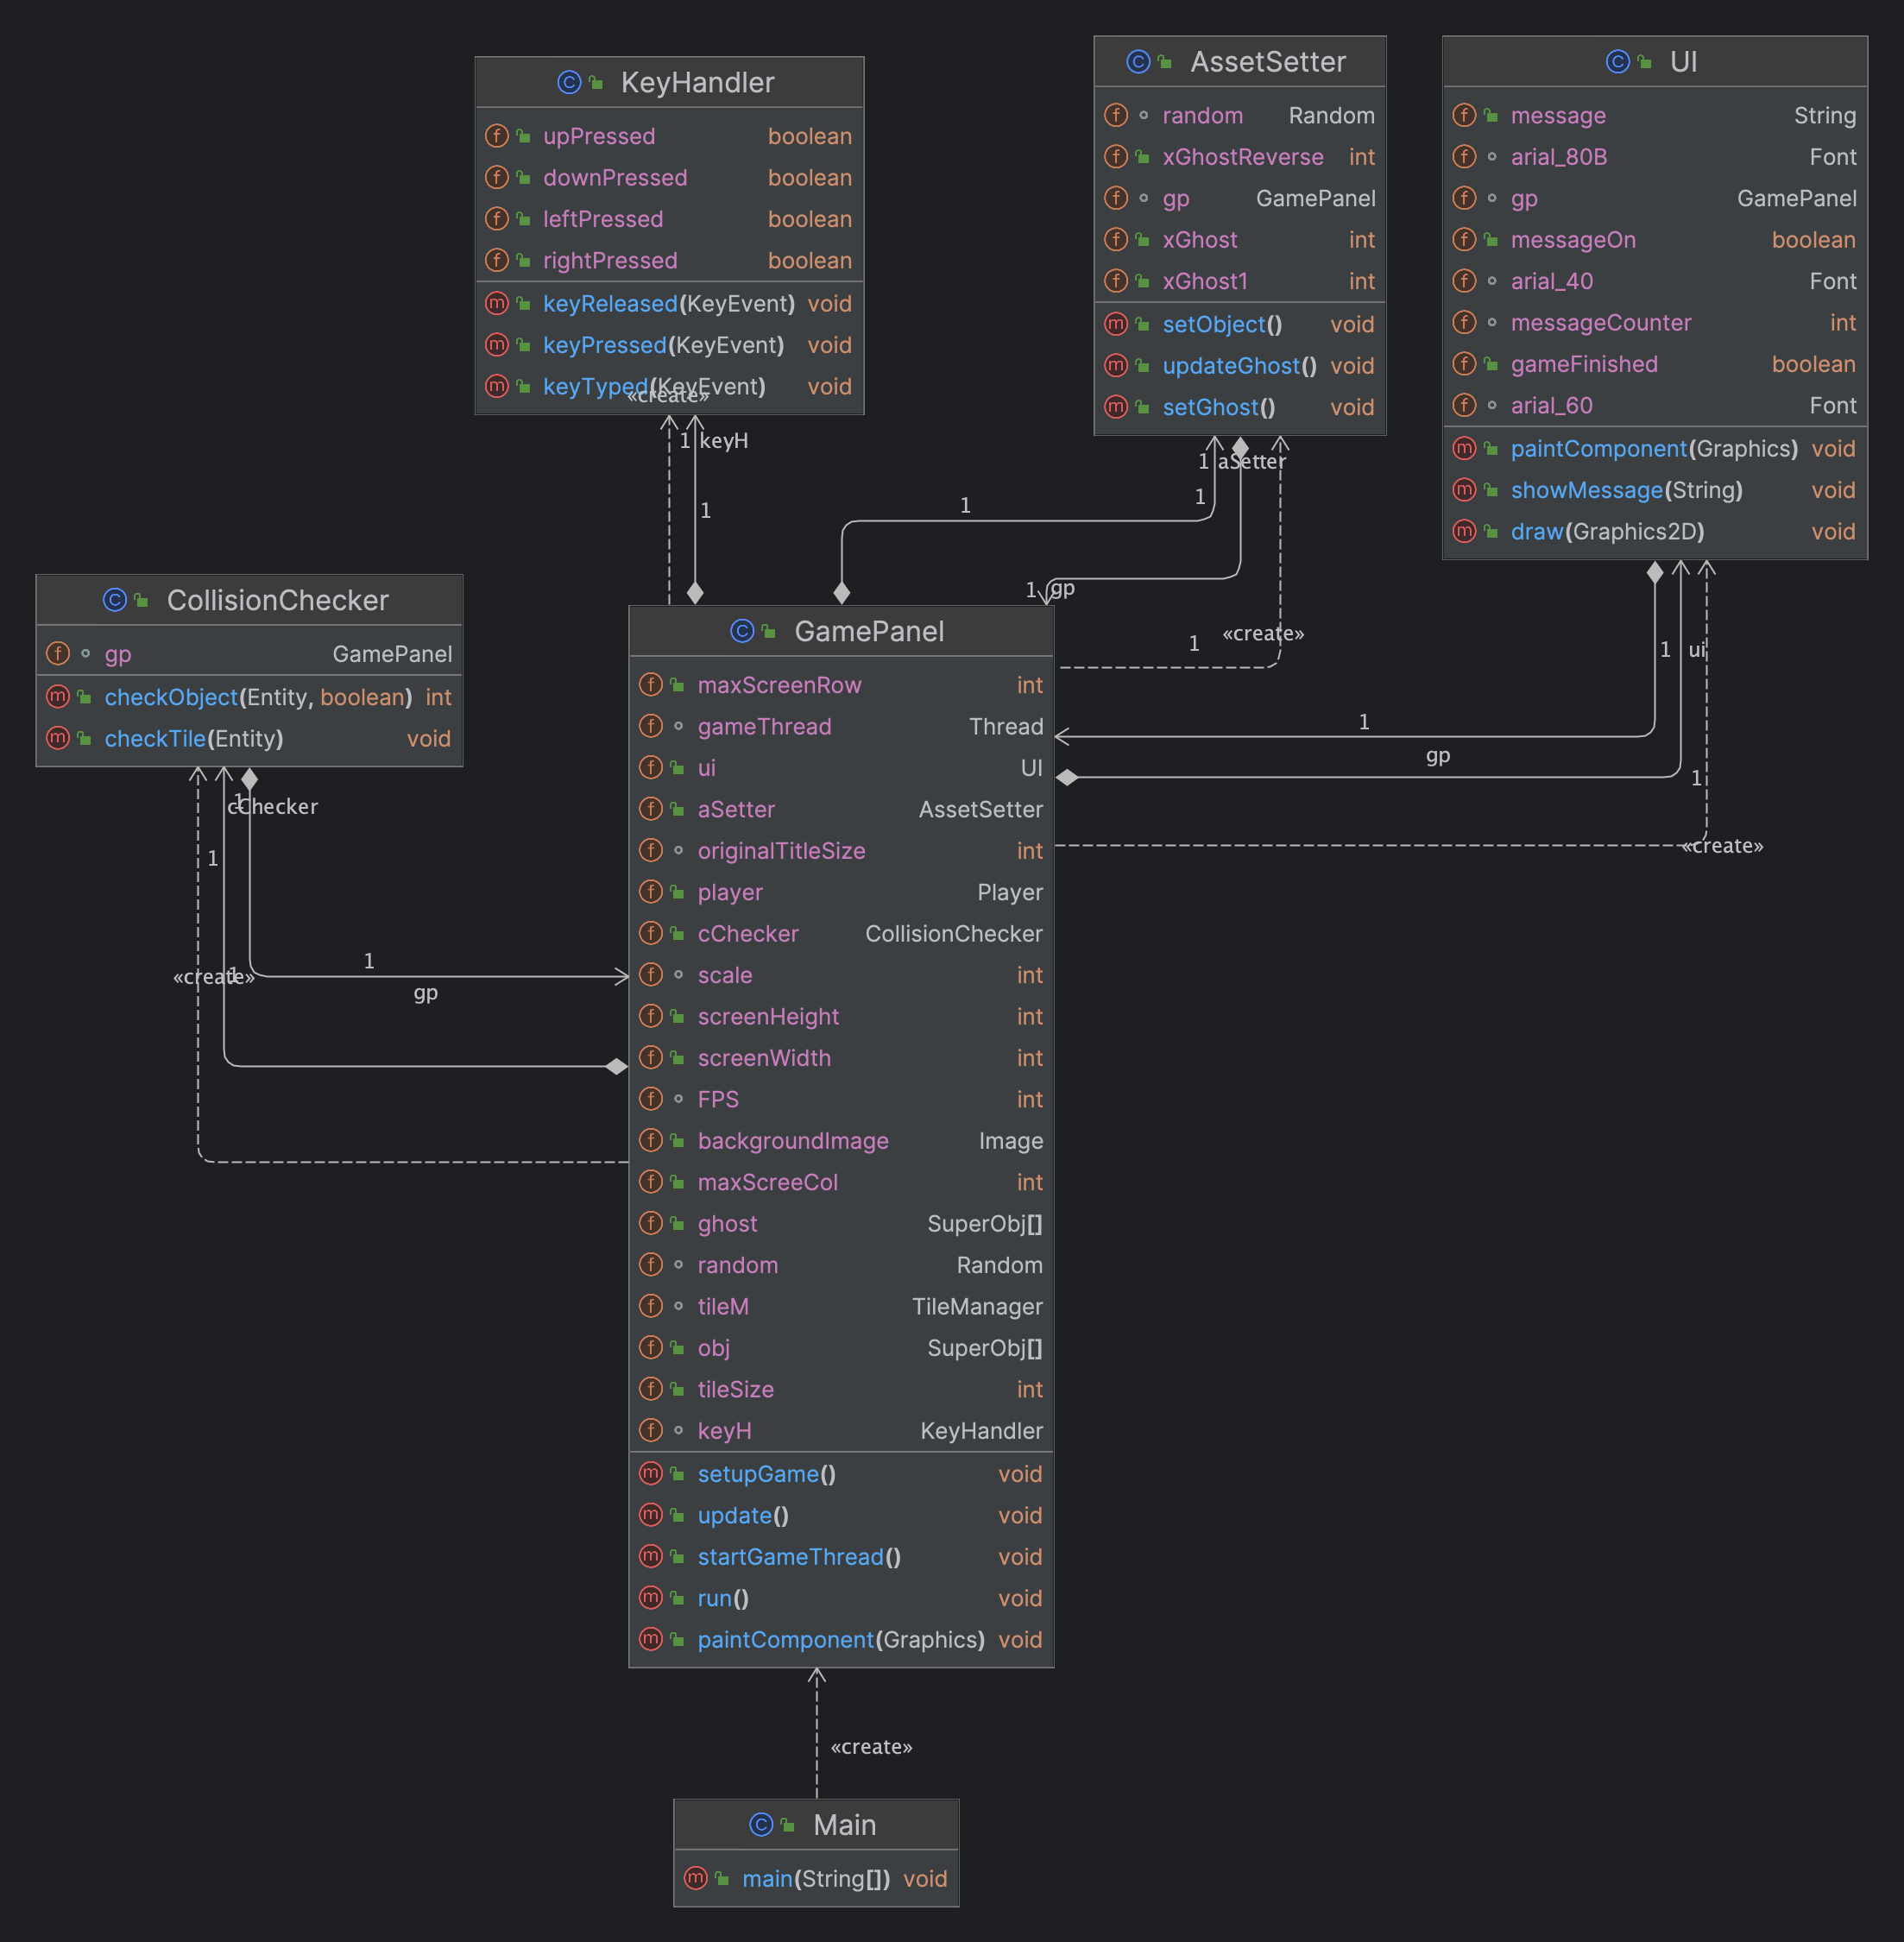 KeyHandler
upPressed boolean
downPressed boolean
leftPressed boolean
rightPressed boolean
keyReleased(KeyEvent) void
keyPressed(KeyEvent) void
keyTyped(KeyEvent) void
AssetSetter
random Random
xGhostReverse int
gp GamePanel
xGhost int
xGhost1 int
setObject() void
updateGhost() void
setGhost() void
UI
message String
arial_80B Font
gp GamePanel
messageOn boolean
arial_40 Font
messageCounter int
gameFinished boolean
arial_60 Font
paintComponent(Graphics) void
showMessage(String) void
draw(Graphics2D) void
«create»
1 keyH
1
1 aSetter
1
1
1 gp
1
«create»
1 ui
1
gp
1
«create»
CollisionChecker
gp GamePanel
checkObject(Entity, boolean) int
checkTile(Entity) void
1
cChecker
1
1
«create»
1
gp
GamePanel
maxScreenRow int
gameThread Thread
ui UI
aSetter AssetSetter
originalTitleSize int
player Player
cChecker CollisionChecker
scale int
screenHeight int
screenWidth int
FPS int
backgroundImage Image
maxScreeCol int
ghost SuperObj[]
random Random
tileM TileManager
obj SuperObj[]
tileSize int
keyH KeyHandler
setupGame() void
update() void
startGameThread() void
run() void
paintComponent(Graphics) void
«create»
Main
main(String[]) void